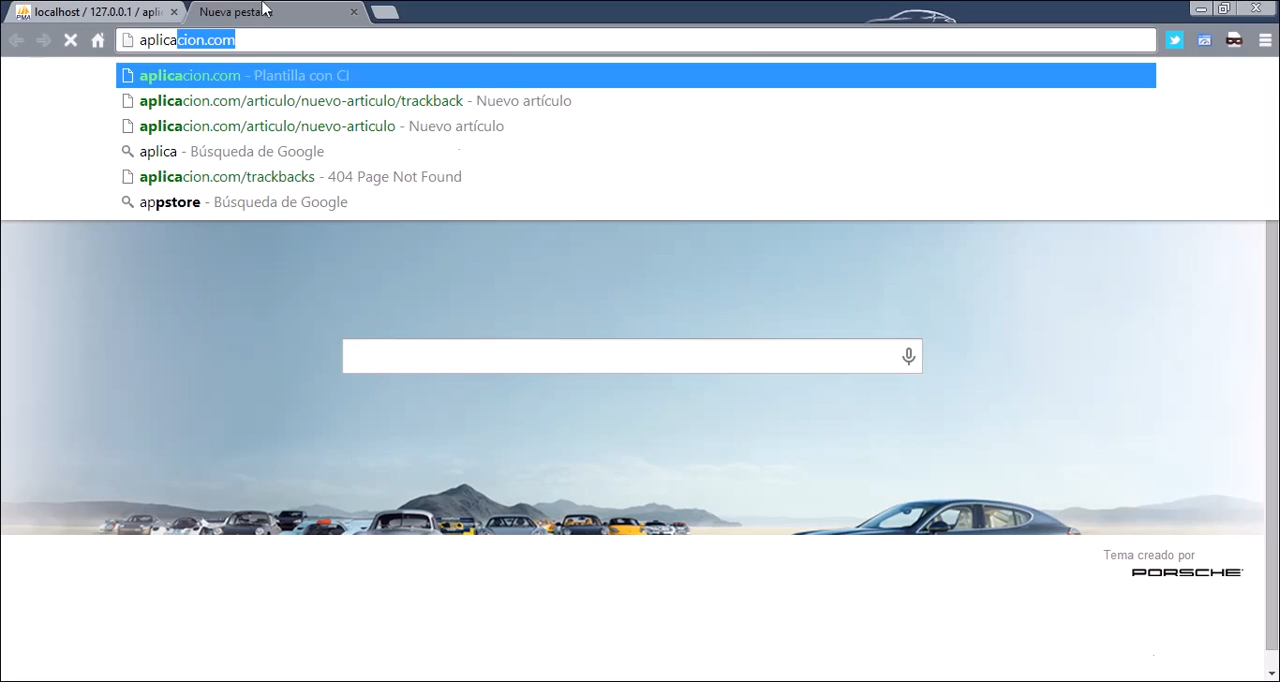 localhost / 127.0.0.1 / apli
Nueva pestaña
aplicacion.com
aplicacion.com - Plantilla con CI
aplicacion.com/articulo/nuevo-articulo/trackback - Nuevo artículo
aplicacion.com/articulo/nuevo-articulo - Nuevo artículo
aplica - Búsqueda de Google
aplicacion.com/trackbacks - 404 Page Not Found
appstore - Búsqueda de Google
Tema creado por
PORSCHE